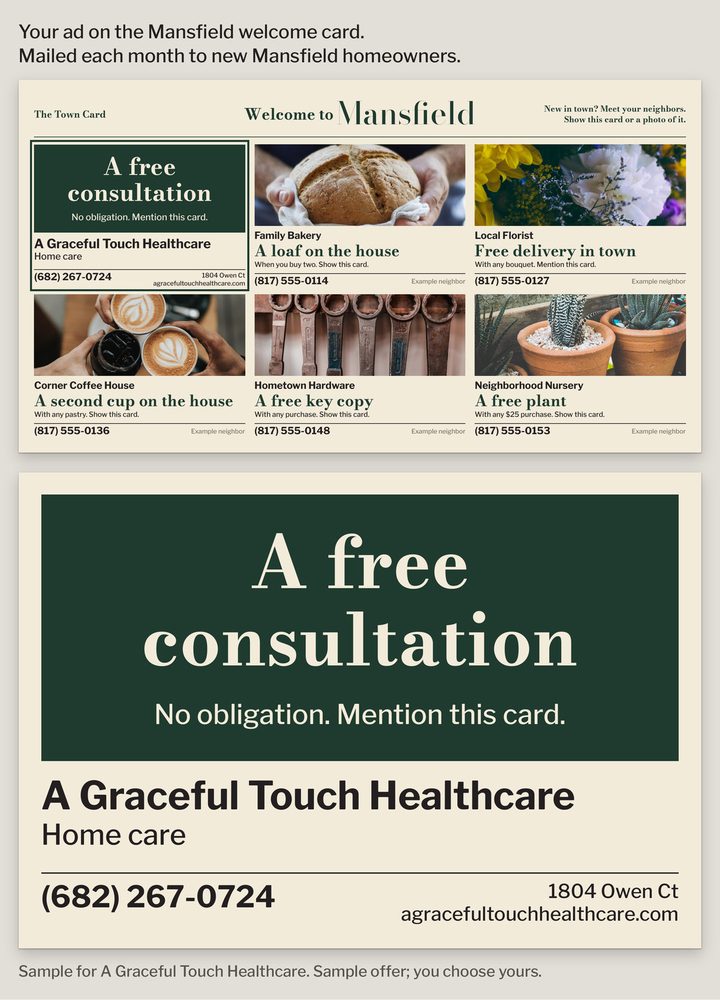 Your ad on the Mansfield welcome card.
Mailed each month to new Mansfield homeowners.
The Town Card
Welcome to Mansfield
New in town? Meet your neighbors.
Show this card or a photo of it.
A free
consultation
No obligation. Mention this card.
A Graceful Touch Healthcare
Home care
(682) 267-0724
1804 Owen Ct
agracefultouchhealthcare.com
Family Bakery
A loaf on the house
When you buy two. Show this card.
(817) 555-0114
Example neighbor
Local Florist
Free delivery in town
With any bouquet. Mention this card.
(817) 555-0127
Example neighbor
Corner Coffee House
A second cup on the house
With any pastry. Show this card.
(817) 555-0136
Example neighbor
Hometown Hardware
A free key copy
With any purchase. Show this card.
(817) 555-0148
Example neighbor
Neighborhood Nursery
A free plant
With any $25 purchase. Show this card.
(817) 555-0153
Example neighbor
A free
consultation
No obligation. Mention this card.
A Graceful Touch Healthcare
Home care
(682) 267-0724
1804 Owen Ct
agracefultouchhealthcare.com
Sample for A Graceful Touch Healthcare. Sample offer; you choose yours.